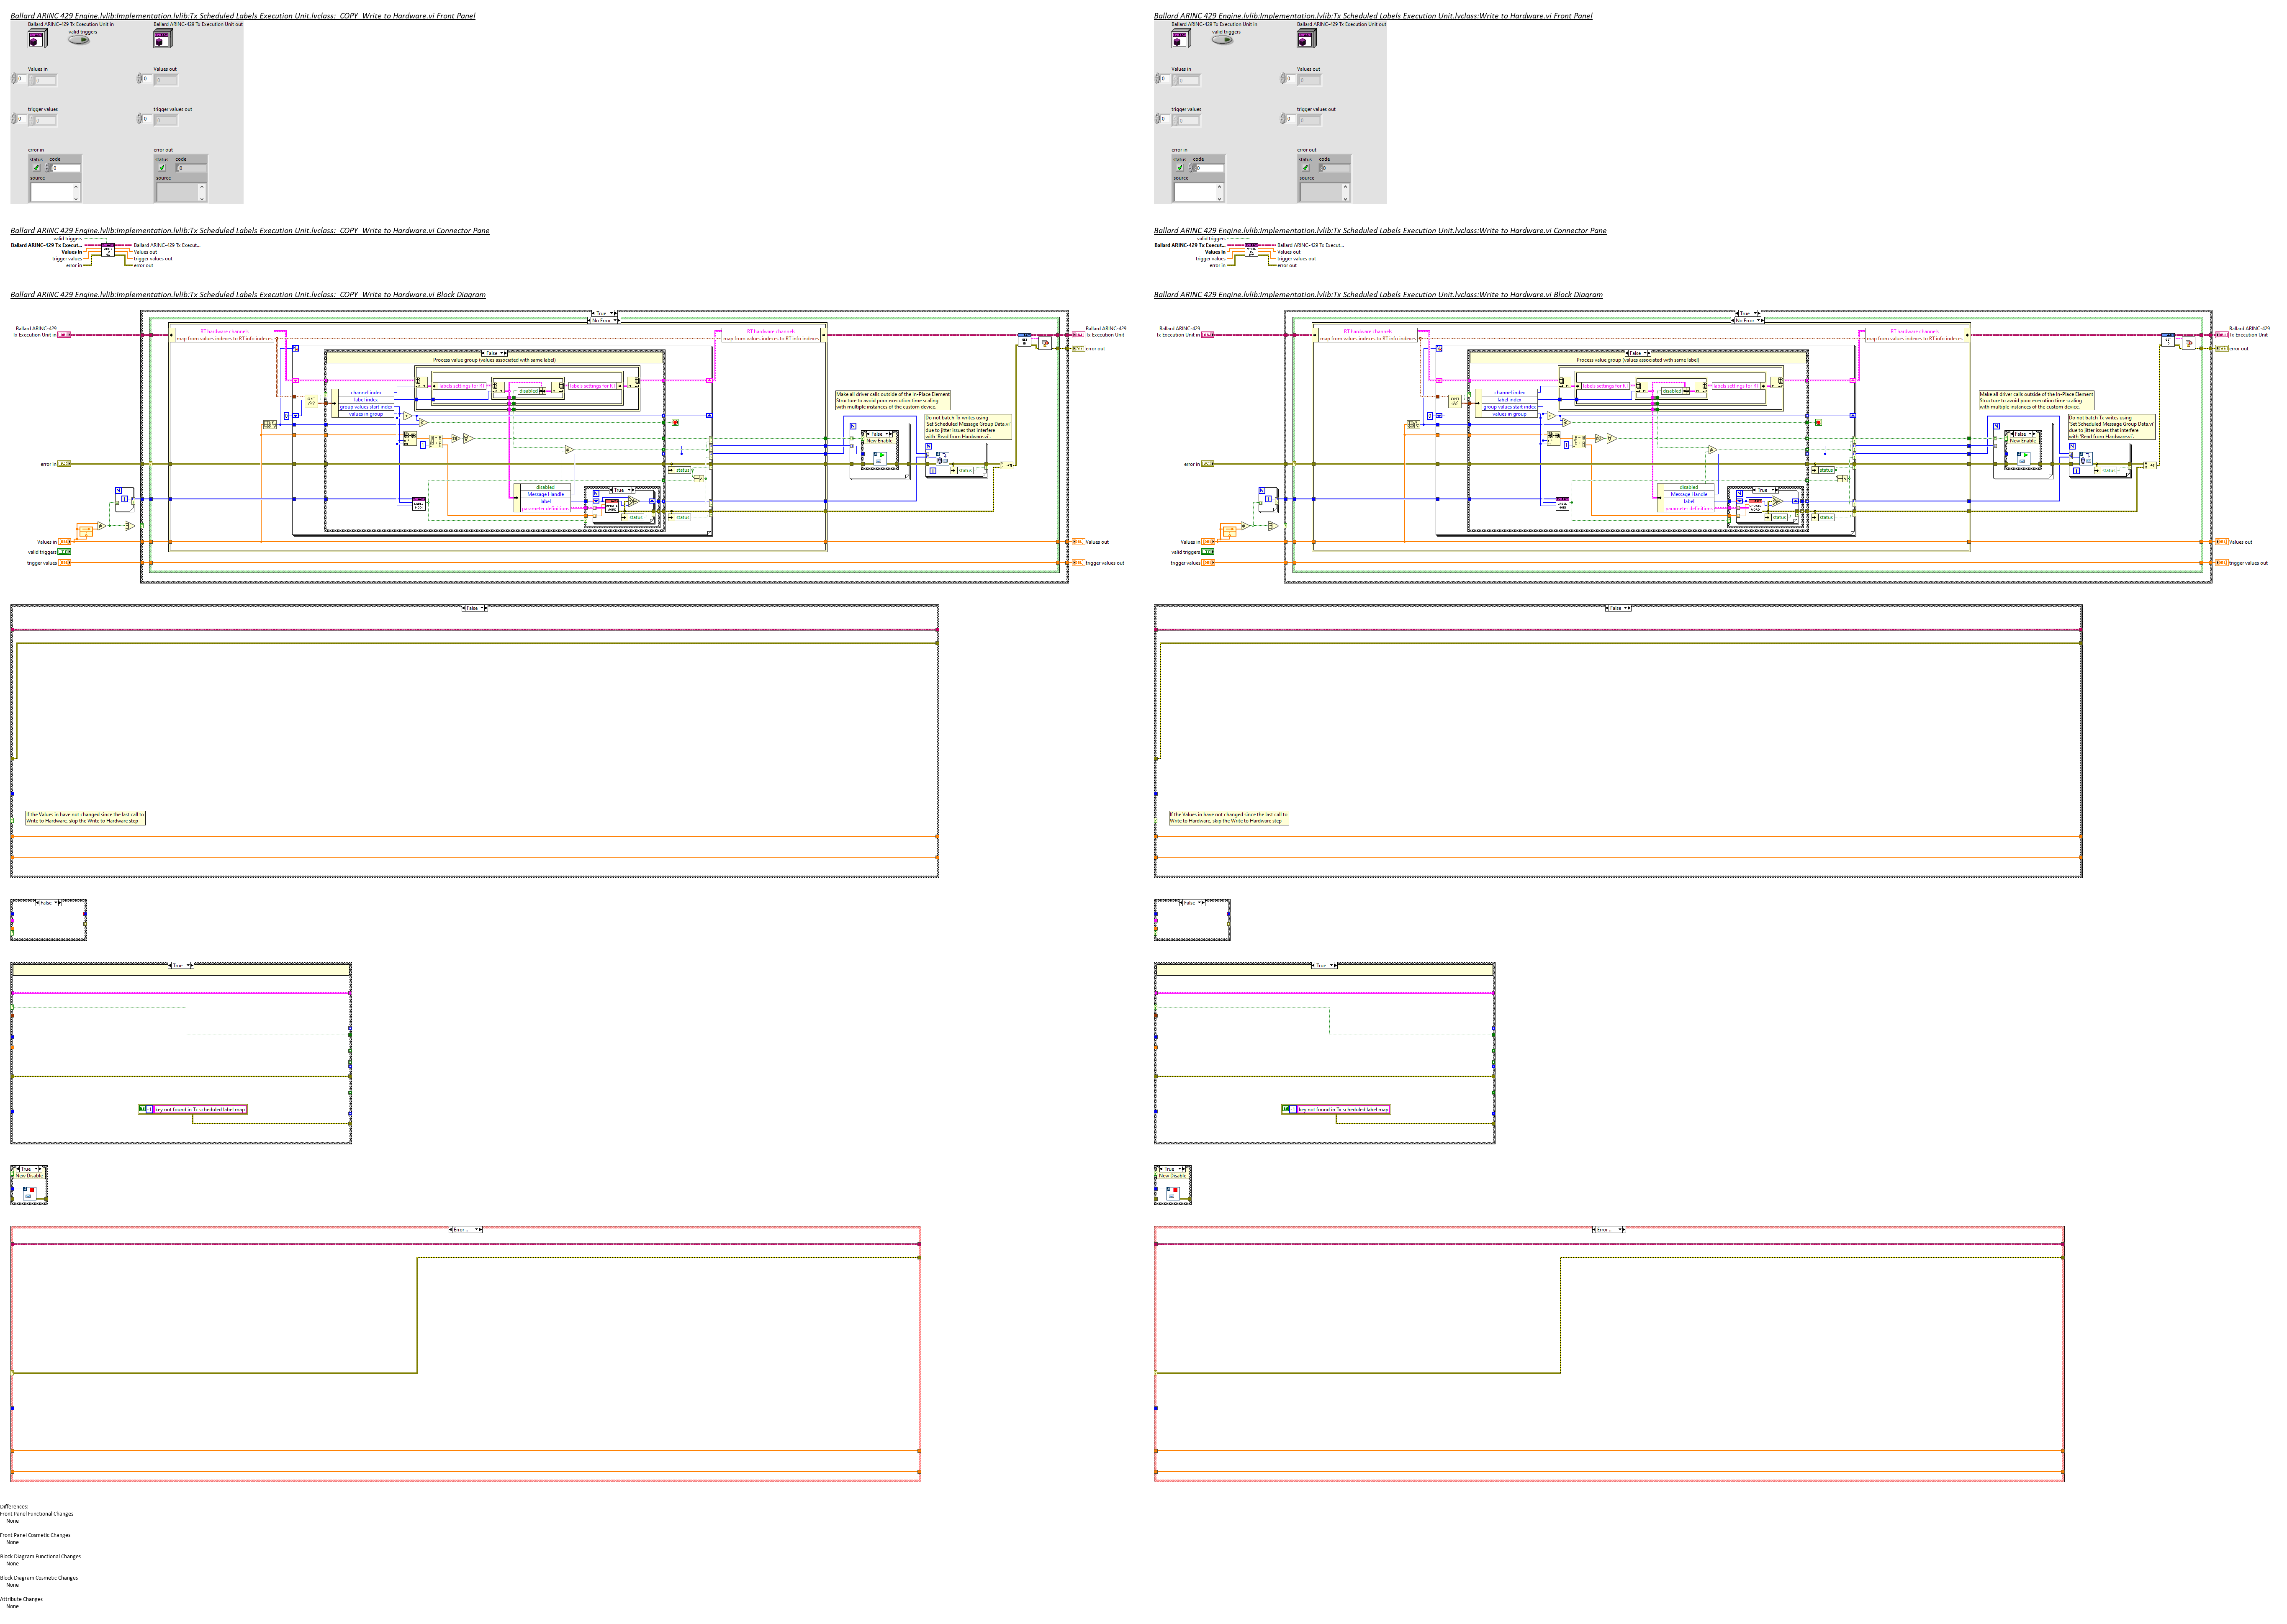 Ballard ARINC 429 Engine.lvlib:Implementation.lvlib:Tx Scheduled Labels Execution Unit.lvclass:_COPY_Write to Hardware.vi Front Panel
Ballard ARINC-429 Tx Execution Unit in
Ballard ARINC-429 Tx Execution Unit out
valid triggers
Values in
Values out
0
0
0
0
trigger values
trigger values out
0
0
0
0
error in
error out
status
code
status
code
0
0
source
source
Ballard ARINC 429 Engine.lvlib:Implementation.lvlib:Tx Scheduled Labels Execution Unit.lvclass:_COPY_Write to Hardware.vi Connector Pane
valid triggers
Ballard ARINC-429 Tx Execut...
Ballard ARINC-429 Tx Execut...
Values in
Values out
trigger values
trigger values out
error in
error out
Ballard ARINC 429 Engine.lvlib:Implementation.lvlib:Tx Scheduled Labels Execution Unit.lvclass:_COPY_Write to Hardware.vi Block Diagram
True
No Error
Ballard ARINC-429
Tx Execution Unit in
RT hardware channels
map from values indexes to RT info indexes
RT hardware channels
map from values indexes to RT info indexes
Ballard ARINC-429
Tx Execution Unit
error out
False
Process value group (values associated with same label)
labels settings for RT
disabled
labels settings for RT
channel index
label index
group values start index
values in group
Make all driver calls outside of the In-Place Element
Structure to avoid poor execution time scaling
with multiple instances of the custom device.
Do not batch Tx writes using
'Set Scheduled Message Group Data.vi'
due to jitter issues that interfere
with 'Read from Hardware.vi'.
False
New Enable
error in
status
status
disabled
Message Handle
label
parameter definitions
True
status
status
Values in
Values out
valid triggers
trigger values
trigger values out
False
If the Values in have not changed since the last call to
Write to Hardware, skip the Write to Hardware step
False
True
-1
key not found in Tx scheduled label map
True
New Disable
Error
Differences:
Front Panel Functional Changes
None
Front Panel Cosmetic Changes
None
Block Diagram Functional Changes
None
Block Diagram Cosmetic Changes
None
Attribute Changes
None
Ballard ARINC 429 Engine.lvlib:Implementation.lvlib:Tx Scheduled Labels Execution Unit.lvclass:Write to Hardware.vi Front Panel
Ballard ARINC-429 Tx Execution Unit in
Ballard ARINC-429 Tx Execution Unit out
valid triggers
Values in
Values out
0
0
0
0
trigger values
trigger values out
0
0
0
0
error in
error out
status
code
status
code
0
0
source
source
Ballard ARINC 429 Engine.lvlib:Implementation.lvlib:Tx Scheduled Labels Execution Unit.lvclass:Write to Hardware.vi Connector Pane
valid triggers
Ballard ARINC-429 Tx Execut...
Ballard ARINC-429 Tx Execut...
Values in
Values out
trigger values
trigger values out
error in
error out
Ballard ARINC 429 Engine.lvlib:Implementation.lvlib:Tx Scheduled Labels Execution Unit.lvclass:Write to Hardware.vi Block Diagram
True
No Error
Ballard ARINC-429
Tx Execution Unit in
RT hardware channels
map from values indexes to RT info indexes
RT hardware channels
map from values indexes to RT info indexes
Ballard ARINC-429
Tx Execution Unit
error out
False
Process value group (values associated with same label)
labels settings for RT
disabled
labels settings for RT
channel index
label index
group values start index
values in group
Make all driver calls outside of the In-Place Element
Structure to avoid poor execution time scaling
with multiple instances of the custom device.
Do not batch Tx writes using
'Set Scheduled Message Group Data.vi'
due to jitter issues that interfere
with 'Read from Hardware.vi'.
False
New Enable
error in
status
status
disabled
Message Handle
label
parameter definitions
True
status
status
Values in
Values out
valid triggers
trigger values
trigger values out
False
If the Values in have not changed since the last call to
Write to Hardware, skip the Write to Hardware step
False
True
-1
key not found in Tx scheduled label map
True
New Disable
Error